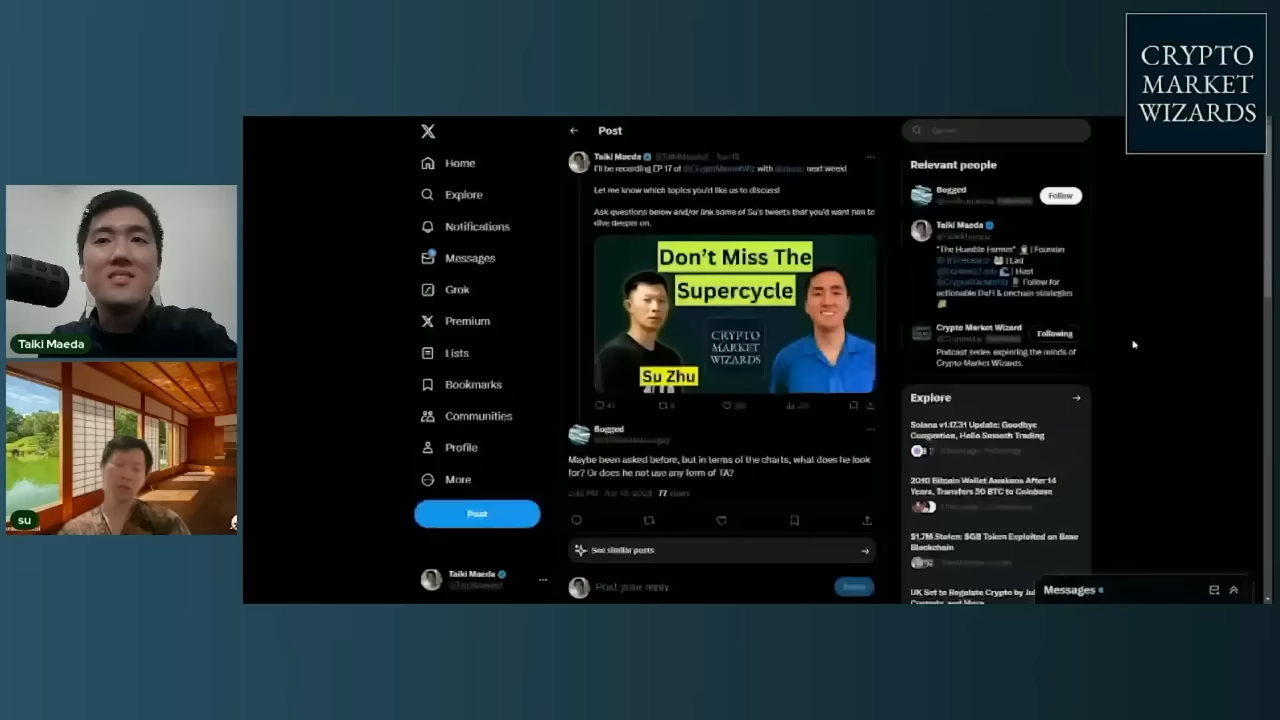 CRYPTO
MARKET
WIZARDS
Taiki Maeda
su
Home
Explore
Notifications
Messages
Grok
Premium
Lists
Bookmarks
Communities
Profile
More
Post
Taiki Maeda
Post
Taiki Maeda
I'll be recording EP 17 of with next week!
Let me know which topics you'd like us to discuss!
Ask questions below and/or link some of Su's tweets that you'd want him to
dive deeper on.
Don't Miss The
Supercycle
CRYPTO
MARKET
WIZARDS
Su Zhu
Bogged
Maybe been asked before, but in terms of the charts, what does he look
for? Or does he not use any form of TA?
77 Views
See similar posts
Post your reply
Relevant people
Bogged
Follow
Taiki Maeda
"The Humble Farmer" | Founder
| Host
Follow for
actionable DeFi & onchain strategies
Crypto Market Wizard
Following
Podcast series exploring the minds of
Crypto Market Wizards.
Explore
Solana v1.17.31 Update: Goodbye
Congestion, Hello Smooth Trading
2010 Bitcoin Wallet Awakens After 14
Years, Transfers 50 BTC to Coinbase
Stolen: Token Exploited on Base
Blockchain
UK Set to Regulate Crypto by
Messages